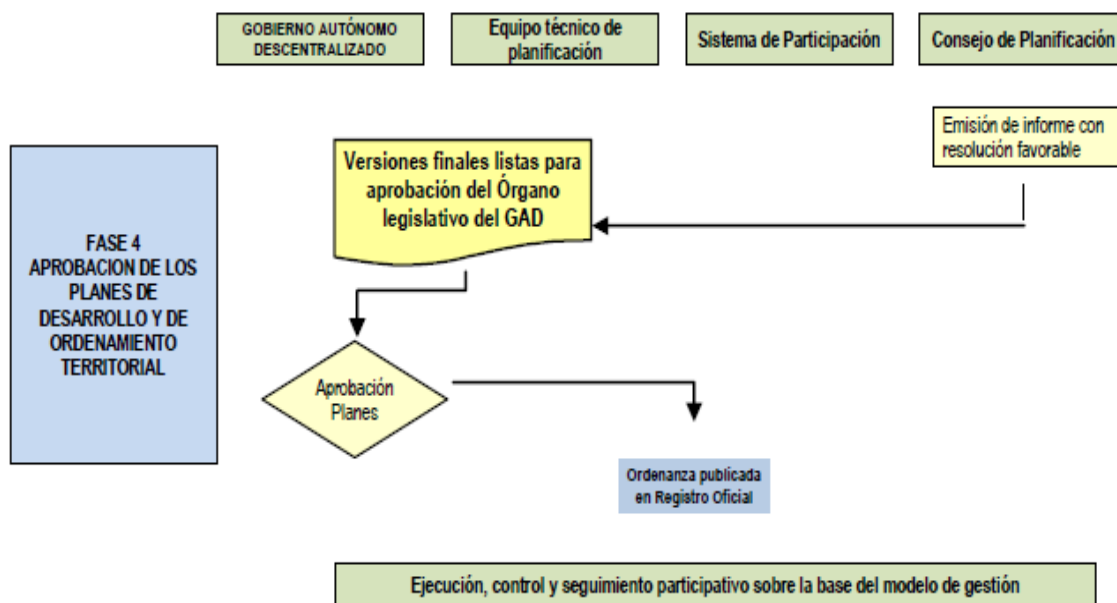 GOBIERNO AUTÓNOMO
DESCENTRALIZADO
Equipo técnico de
planificación
Sistema de Participación
Consejo de Planificación
Emisión de informe con
resolución favorable
Versiones finales listas para
aprobación del Órgano
legislativo del GAD
FASE 4
APROBACION DE LOS
PLANES DE
DESARROLLO Y DE
ORDENAMIENTO
TERRITORIAL
Aprobación
Planes
Ordenanza publicada
en Registro Oficial
Ejecución, control y seguimiento participativo sobre la base del modelo de gestión